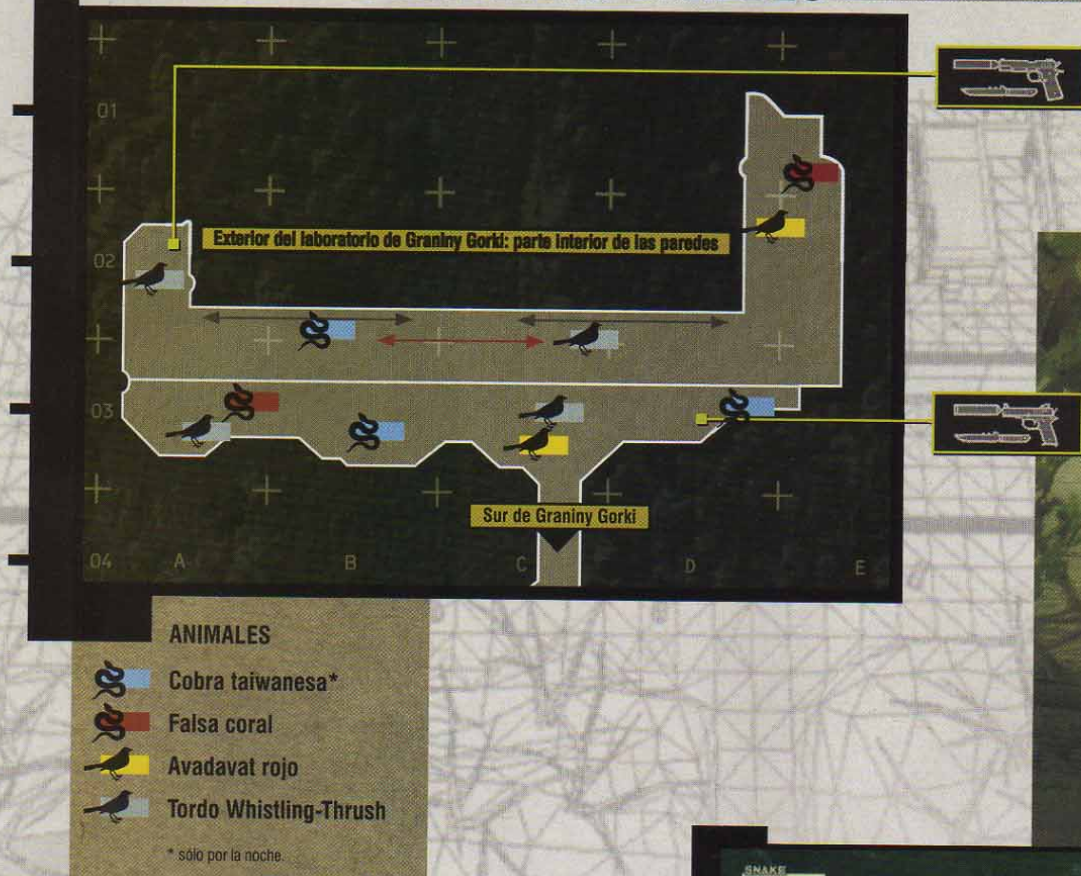 01
Exterior del laboratorio de Graniny Gorki: parte interior de las paredes
02
03
Sur de Graniny Gorki
04 A B C D E
ANIMALES
Cobra taiwanesa*
Falsa coral
Avadavat rojo
Tordo Whistling-Thrush
* sólo por la noche.
SNAKE